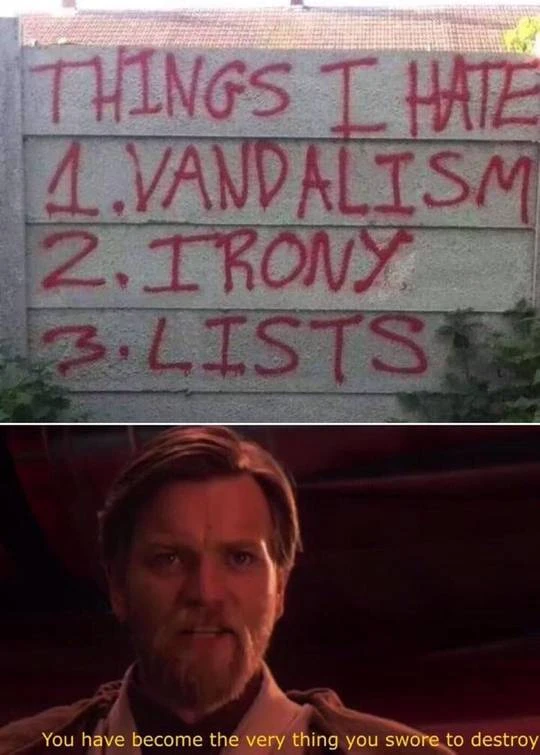 THINGS I HATE
1. VANDALISM
2. IRONY
3. LISTS
You have become the very thing you swore to destroy